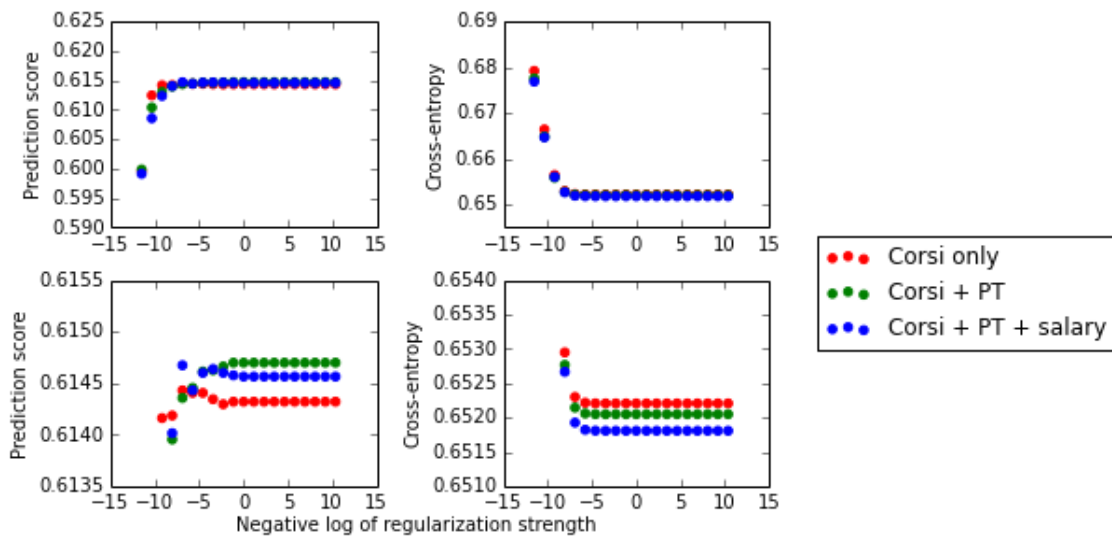 0.625
0.620
0.615
0.610
0.605
0.600
0.595
0.590
Prediction score
−15 −10 −5 0 5 10 15
0.69
0.68
0.67
0.66
0.65
Cross-entropy
−15 −10 −5 0 5 10 15
0.6155
0.6150
0.6145
0.6140
0.6135
Prediction score
−15 −10 −5 0 5 10 15
0.6540
0.6535
0.6530
0.6525
0.6520
0.6515
0.6510
Cross-entropy
−15 −10 −5 0 5 10 15
Negative log of regularization strength
Corsi only
Corsi + PT
Corsi + PT + salary